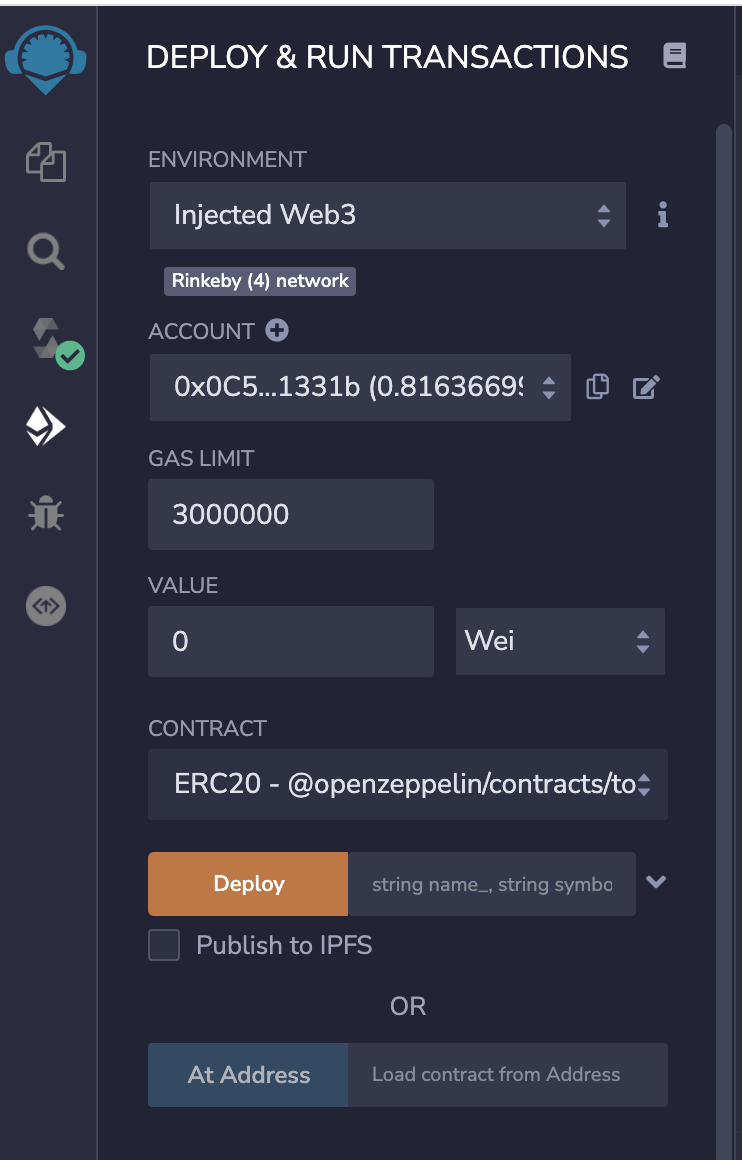 DEPLOY & RUN TRANSACTIONS
ENVIRONMENT
Injected Web3
Rinkeby (4) network
ACCOUNT
0x0C5...1331b (0.81636699
GAS LIMIT
3000000
VALUE
0 Wei
CONTRACT
ERC20 - @openzeppelin/contracts/to
Deploy string name_, string symbo
Publish to IPFS
OR
At Address Load contract from Address